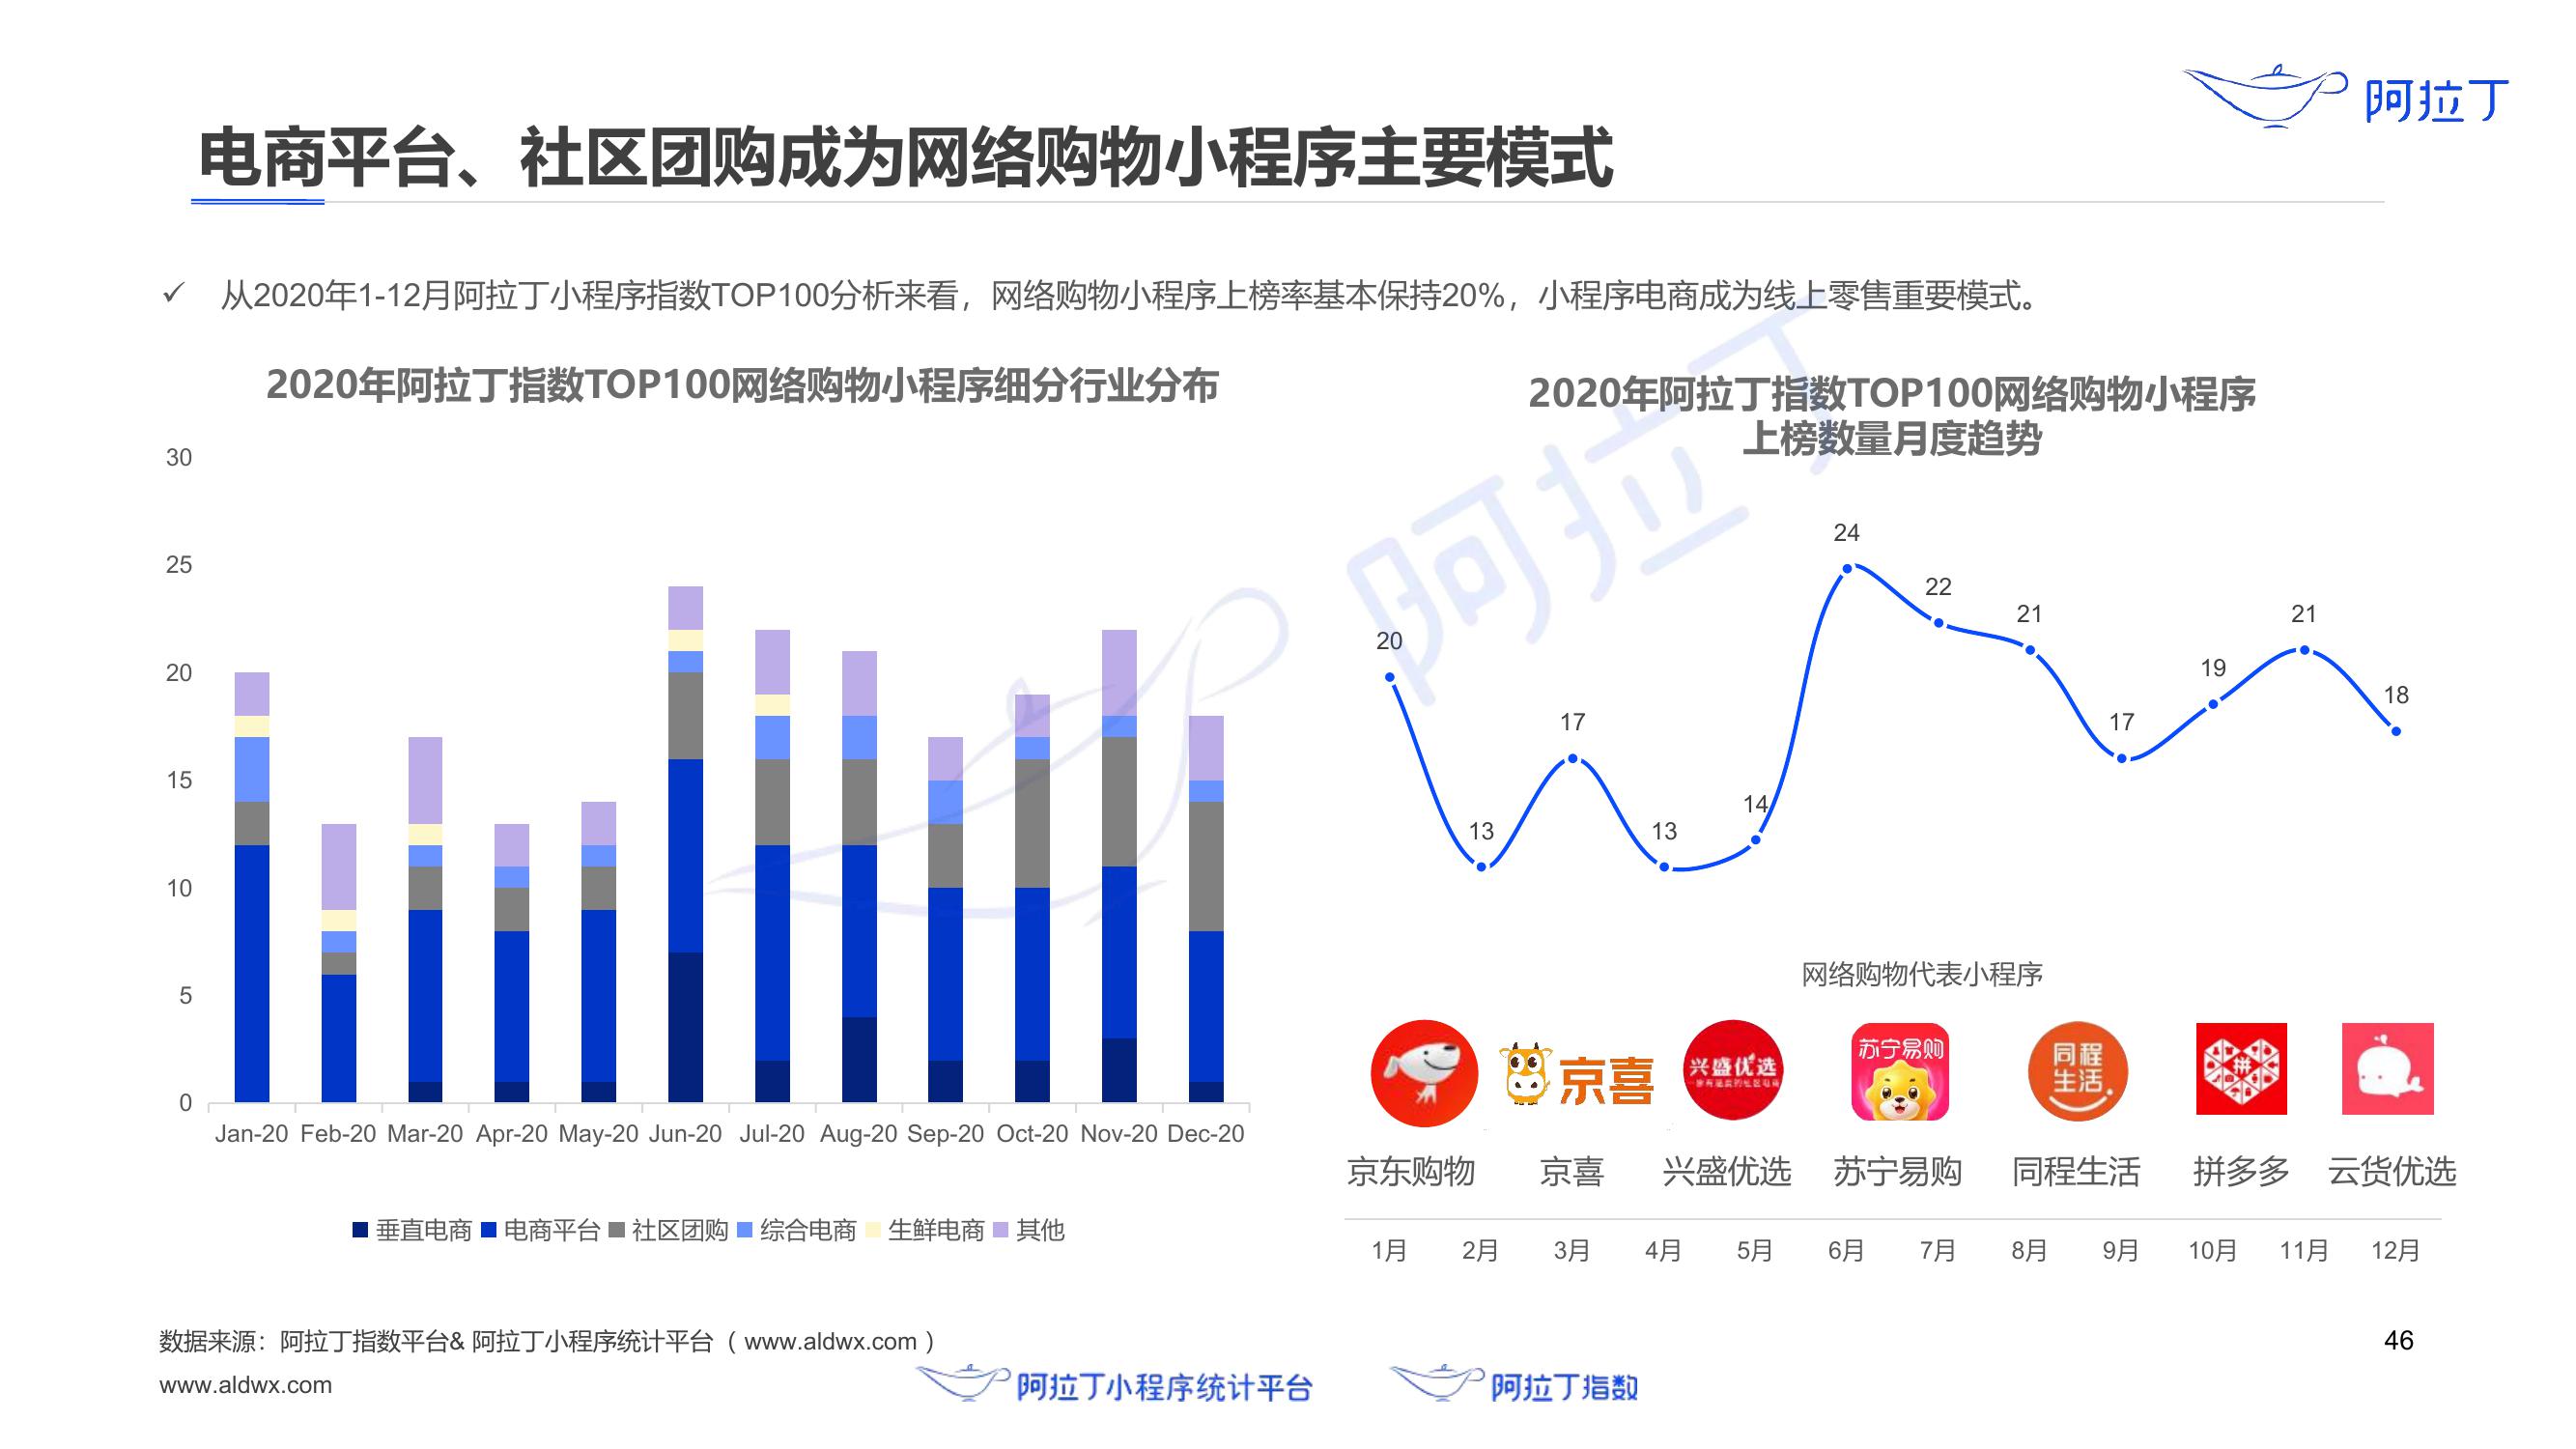 阿拉丁
电商平台、社区团购成为网络购物小程序主要模式
✓ 从2020年1-12月阿拉丁小程序指数TOP100分析来看，网络购物小程序上榜率基本保持20%，小程序电商成为线上零售重要模式。
2020年阿拉丁指数TOP100网络购物小程序细分行业分布
30
25
20
15
10
5
0
Jan-20 Feb-20 Mar-20 Apr-20 May-20 Jun-20 Jul-20 Aug-20 Sep-20 Oct-20 Nov-20 Dec-20
垂直电商 电商平台 社区团购 综合电商 生鲜电商 其他
2020年阿拉丁指数TOP100网络购物小程序
上榜数量月度趋势
20 13 17 13 14 24 22 21 17 19 21 18
阿拉丁
网络购物代表小程序
京喜 兴盛优选 苏宁易购 同程生活 拼
京东购物 京喜 兴盛优选 苏宁易购 同程生活 拼多多 云货优选
1月 2月 3月 4月 5月 6月 7月 8月 9月 10月 11月 12月
数据来源：阿拉丁指数平台& 阿拉丁小程序统计平台（www.aldwx.com）
46
www.aldwx.com
阿拉丁小程序统计平台 阿拉丁指数